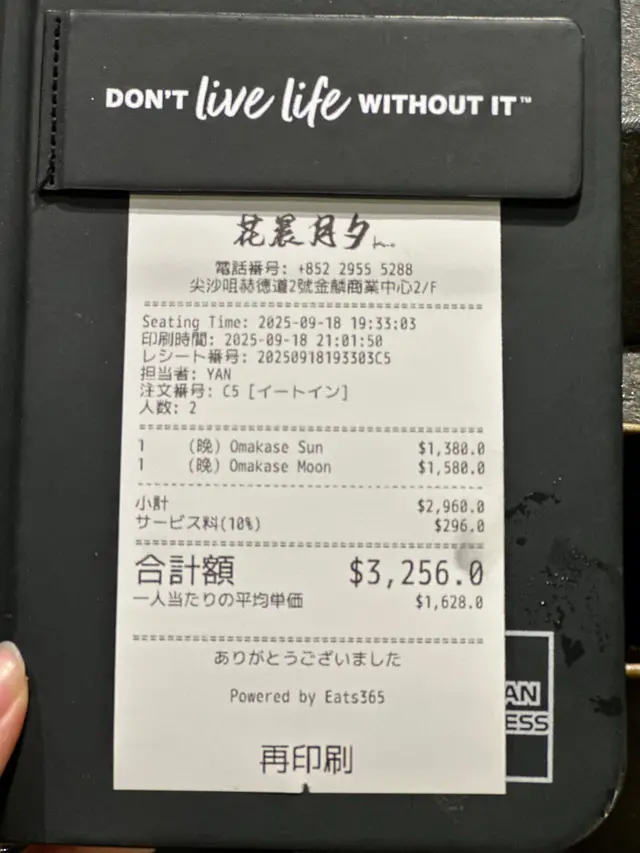 DON'T live life WITHOUT IT™
花晨月夕ん。
電話番号: +852 2955 5288
尖沙咀赫德道2號金麟商業中心2/F
Seating Time: 2025-09-18 19:33:03
印刷時間: 2025-09-18 21:01:50
レシート番号: 20250918193303C5
担当者: YAN
注文番号: C5 [イートイン]
人数: 2
1 (晩) Omakase Sun $1,380.0
1 (晩) Omakase Moon $1,580.0
小計 $2,960.0
サービス料(10%) $296.0
合計額 $3,256.0
一人当たりの平均単価 $1,628.0
ありがとうございました
Powered by Eats365
再印刷
AN
ESS